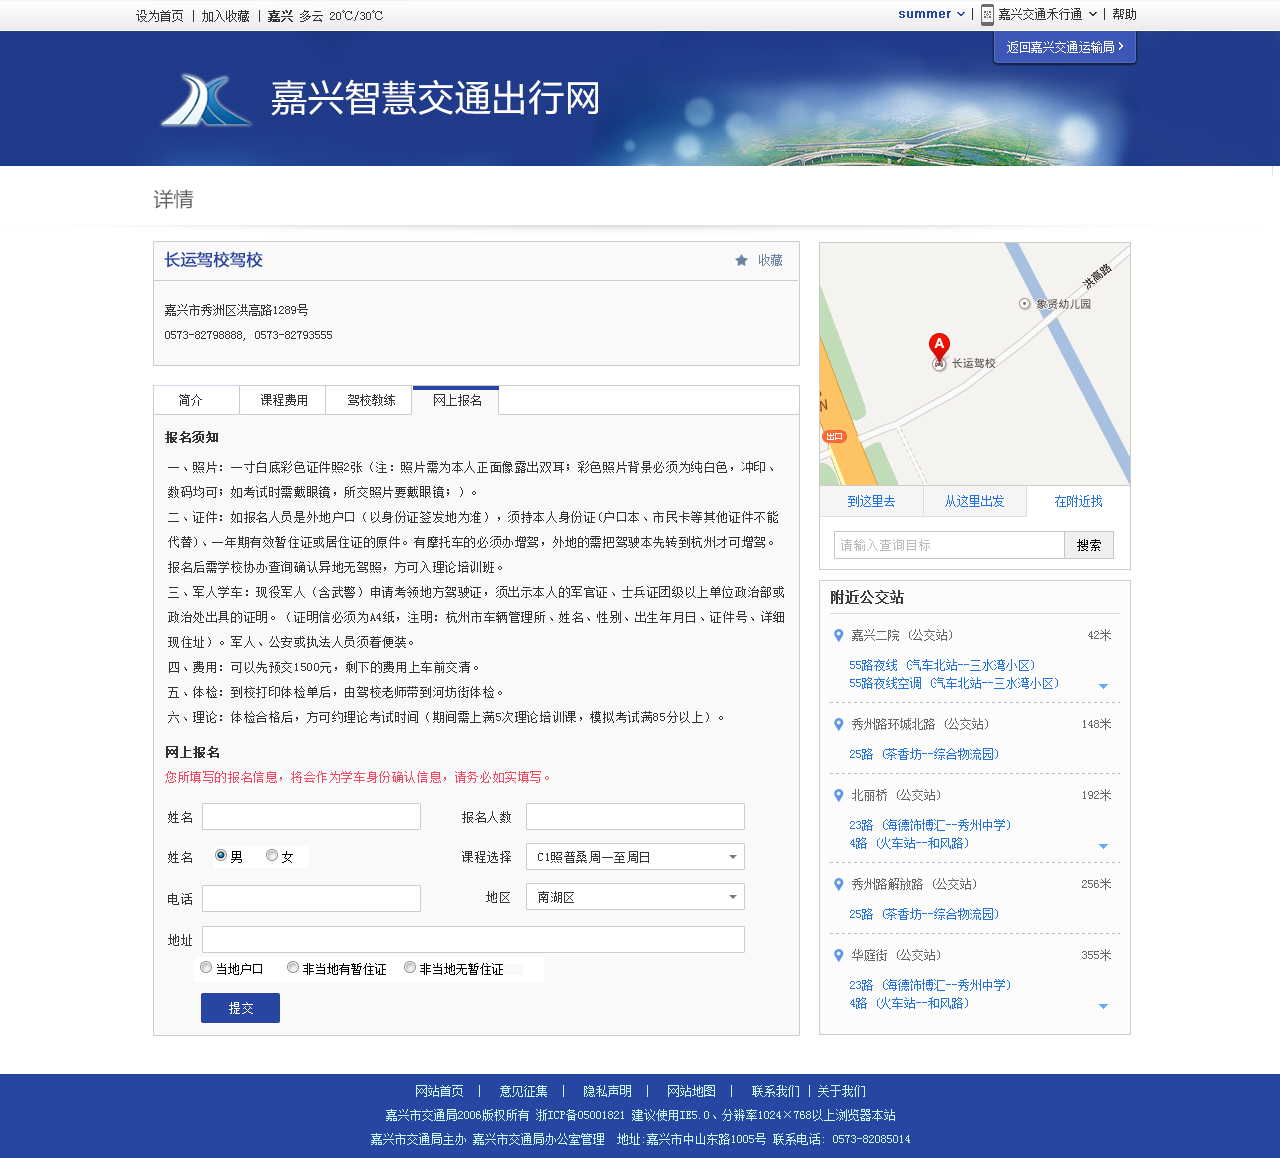 设为首页 | 加入收藏 | 嘉兴 多云 20℃/30℃
summer | 嘉兴交通禾行通 | 帮助
返回嘉兴交通运输局
嘉兴智慧交通出行网
详情
长运驾校驾校
收藏
嘉兴市秀洲区洪高路1289号
0573-82798888, 0573-82793555
简介 课程费用 驾校教练 网上报名
报名须知
一、照片：一寸白底彩色证件照2张（注：照片需为本人正面像露出双耳；彩色照片背景必须为纯白色，冲印、
数码均可；如考试时需戴眼镜，所交照片要戴眼镜；）。
二、证件：如报名人员是外地户口（以身份证签发地为准），须持本人身份证(户口本、市民卡等其他证件不能
代替)、一年期有效暂住证或居住证的原件。有摩托车的必须办增驾，外地的需把驾驶本先转到杭州才可增驾。
报名后需学校协办查询确认异地无驾照，方可入理论培训班。
三、军人学车：现役军人（含武警）申请考领地方驾驶证，须出示本人的军官证、士兵证团级以上单位政治部或
政治处出具的证明。（证明信必须为A4纸，注明：杭州市车辆管理所、姓名、性别、出生年月日、证件号、详细
现住址）。军人、公安或执法人员须着便装。
四、费用：可以先预交1500元，剩下的费用上车前交清。
五、体检：到校打印体检单后，由驾校老师带到河坊街体检。
六、理论：体检合格后，方可约理论考试时间（期间需上满5次理论培训课，模拟考试满85分以上）。
网上报名
您所填写的报名信息，将会作为学车身份确认信息，请务必如实填写。
姓名
报名人数
姓名 男 女
课程选择 C1照普桑周一至周日
电话
地区 南湖区
地址
当地户口 非当地有暂住证 非当地无暂住证
提交
洪高路
象贤幼儿园
A
长运驾校
N
出口
到这里去 从这里出发 在附近找
请输入查询目标 搜索
附近公交站
嘉兴二院（公交站） 42米
55路夜线（汽车北站--三水湾小区）
55路夜线空调（汽车北站--三水湾小区）
秀州路环城北路（公交站） 148米
25路（茶香坊--综合物流园）
北丽桥（公交站） 192米
23路（海德饰博汇--秀州中学）
4路（火车站--和风路）
秀州路解放路（公交站） 256米
25路（茶香坊--综合物流园）
华庭街（公交站） 355米
23路（海德饰博汇--秀州中学）
4路（火车站--和风路）
网站首页 | 意见征集 | 隐私声明 | 网站地图 | 联系我们 | 关于我们
嘉兴市交通局2006版权所有 浙ICP备05001821 建议使用IE5.0、分辨率1024×768以上浏览器本站
嘉兴市交通局主办 嘉兴市交通局办公室管理 地址:嘉兴市中山东路1005号 联系电话: 0573-82085014